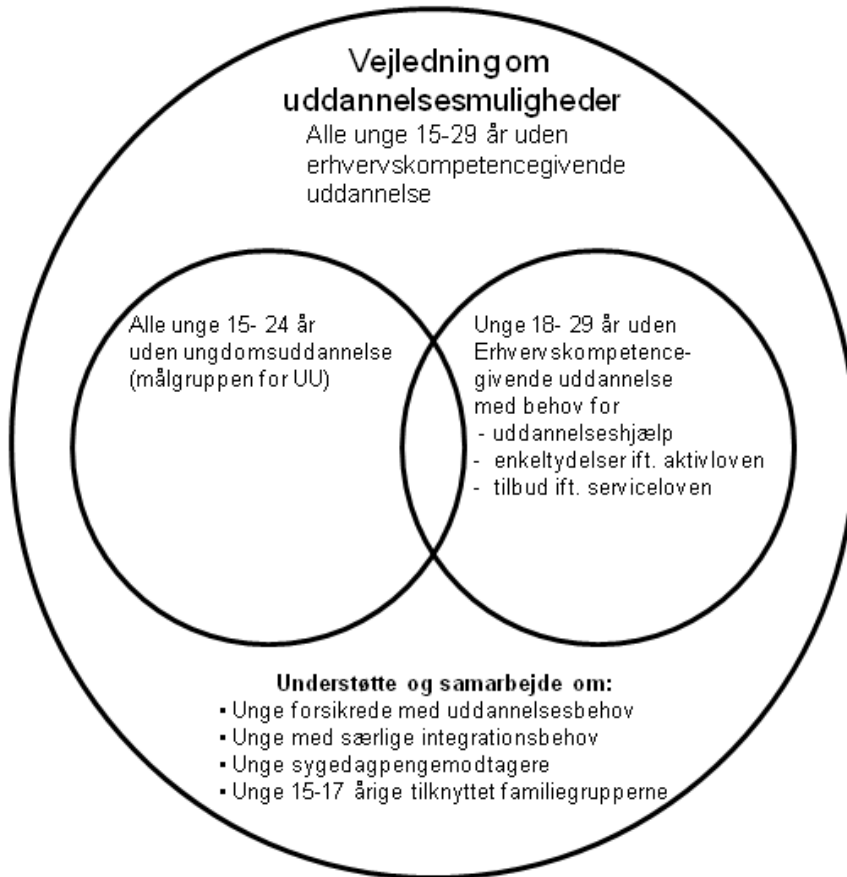 Vejledning om
uddannelsesmuligheder
Alle unge 15-29 år uden
erhvervskompetencegivende
uddannelse
Alle unge 15- 24 år
uden ungdomsuddannelse
(målgruppen for UU)
Unge 18- 29 år uden
Erhvervskompetence-
givende uddannelse
med behov for
- uddannelseshjælp
- enkeltydelser ift. aktivloven
- tilbud ift. serviceloven
Understøtte og samarbejde om:
▪ Unge forsikrede med uddannelsesbehov
▪ Unge med særlige integrationsbehov
▪ Unge sygedagpengemodtagere
▪ Unge 15-17 årige tilknyttet familiegrupperne